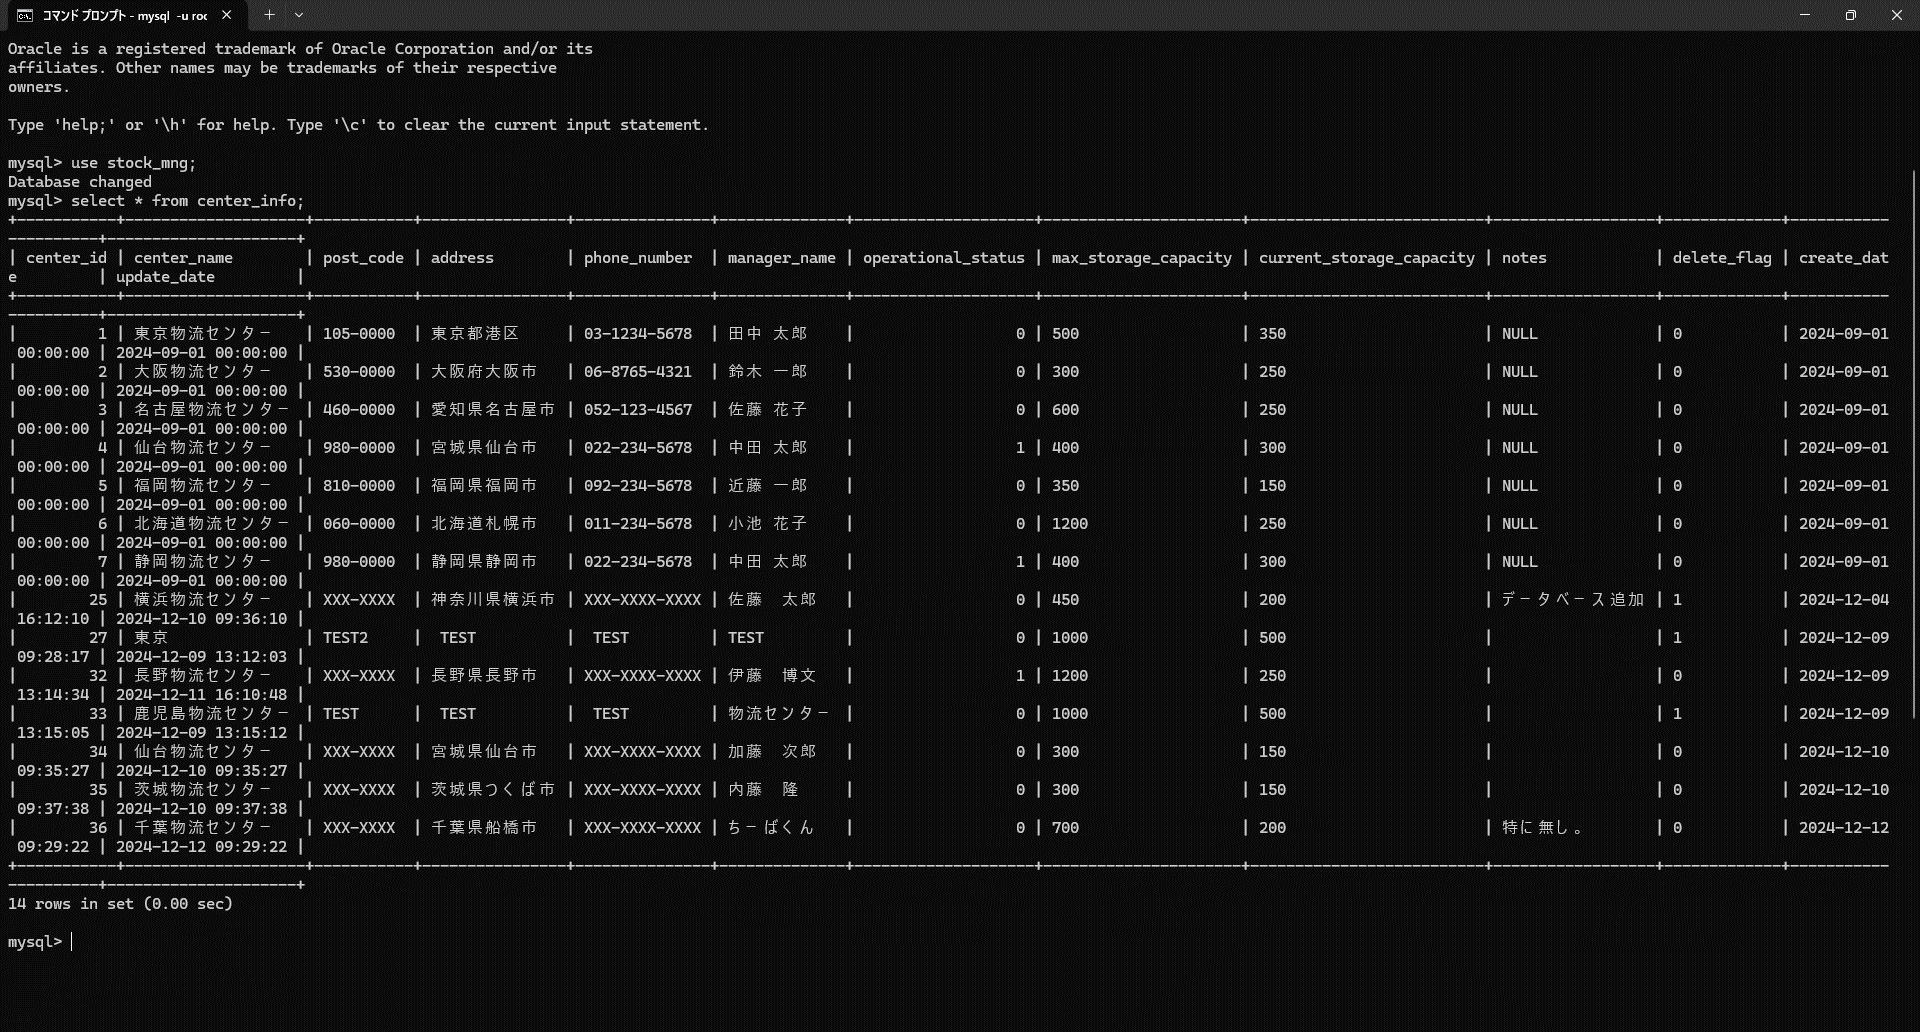 コマンド プロンプト - mysql -u roo
Oracle is a registered trademark of Oracle Corporation and/or its
affiliates. Other names may be trademarks of their respective
owners.
Type 'help;' or '\h' for help. Type '\c' to clear the current input statement.
mysql> use stock_mng;
Database changed
mysql> select * from center_info;
+-----------+---------------------+-----------+----------------+---------------+--------------+--------------------+----------------------+--------------------------+------------------+-------------+-----------
----------+---------------------+
| center_id | center_name | post_code | address | phone_number | manager_name | operational_status | max_storage_capacity | current_storage_capacity | notes | delete_flag | create_dat
e | update_date |
+-----------+---------------------+-----------+----------------+---------------+--------------+--------------------+----------------------+--------------------------+------------------+-------------+-----------
----------+---------------------+
| 1 | 東京物流センター | 105-0000 | 東京都港区 | 03-1234-5678 | 田中 太郎 | 0 | 500 | 350 | NULL | 0 | 2024-09-01
00:00:00 | 2024-09-01 00:00:00 |
| 2 | 大阪物流センター | 530-0000 | 大阪府大阪市 | 06-8765-4321 | 鈴木 一郎 | 0 | 300 | 250 | NULL | 0 | 2024-09-01
00:00:00 | 2024-09-01 00:00:00 |
| 3 | 名古屋物流センター | 460-0000 | 愛知県名古屋市 | 052-123-4567 | 佐藤 花子 | 0 | 600 | 250 | NULL | 0 | 2024-09-01
00:00:00 | 2024-09-01 00:00:00 |
| 4 | 仙台物流センター | 980-0000 | 宮城県仙台市 | 022-234-5678 | 中田 太郎 | 1 | 400 | 300 | NULL | 0 | 2024-09-01
00:00:00 | 2024-09-01 00:00:00 |
| 5 | 福岡物流センター | 810-0000 | 福岡県福岡市 | 092-234-5678 | 近藤 一郎 | 0 | 350 | 150 | NULL | 0 | 2024-09-01
00:00:00 | 2024-09-01 00:00:00 |
| 6 | 北海道物流センター | 060-0000 | 北海道札幌市 | 011-234-5678 | 小池 花子 | 0 | 1200 | 250 | NULL | 0 | 2024-09-01
00:00:00 | 2024-09-01 00:00:00 |
| 7 | 静岡物流センター | 980-0000 | 静岡県静岡市 | 022-234-5678 | 中田 太郎 | 1 | 400 | 300 | NULL | 0 | 2024-09-01
00:00:00 | 2024-09-01 00:00:00 |
| 25 | 横浜物流センター | XXX-XXXX | 神奈川県横浜市 | XXX-XXXX-XXXX | 佐藤　太郎 | 0 | 450 | 200 | データベース追加 | 1 | 2024-12-04
16:12:10 | 2024-12-10 09:36:10 |
| 27 | 東京 | TEST2 | TEST | TEST | TEST | 0 | 1000 | 500 | | 1 | 2024-12-09
09:28:17 | 2024-12-09 13:12:03 |
| 32 | 長野物流センター | XXX-XXXX | 長野県長野市 | XXX-XXXX-XXXX | 伊藤　博文 | 1 | 1200 | 250 | | 0 | 2024-12-09
13:14:34 | 2024-12-11 16:10:48 |
| 33 | 鹿児島物流センター | TEST | TEST | TEST | 物流センター | 0 | 1000 | 500 | | 1 | 2024-12-09
13:15:05 | 2024-12-09 13:15:12 |
| 34 | 仙台物流センター | XXX-XXXX | 宮城県仙台市 | XXX-XXXX-XXXX | 加藤　次郎 | 0 | 300 | 150 | | 0 | 2024-12-10
09:35:27 | 2024-12-10 09:35:27 |
| 35 | 茨城物流センター | XXX-XXXX | 茨城県つくば市 | XXX-XXXX-XXXX | 内藤　隆 | 0 | 300 | 150 | | 0 | 2024-12-10
09:37:38 | 2024-12-10 09:37:38 |
| 36 | 千葉物流センター | XXX-XXXX | 千葉県船橋市 | XXX-XXXX-XXXX | ちーばくん | 0 | 700 | 200 | 特に無し。 | 0 | 2024-12-12
09:29:22 | 2024-12-12 09:29:22 |
+-----------+---------------------+-----------+----------------+---------------+--------------+--------------------+----------------------+--------------------------+------------------+-------------+-----------
----------+---------------------+
14 rows in set (0.00 sec)
mysql>